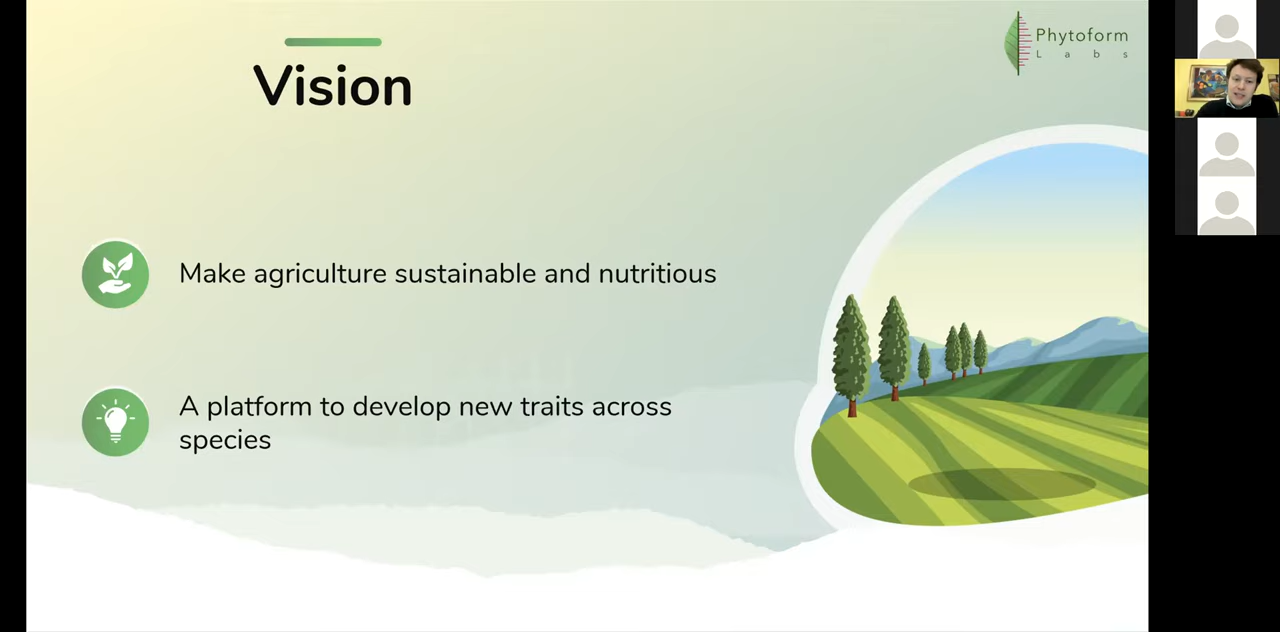 Phytoform
Labs
Vision
Make agriculture sustainable and nutritious
A platform to develop new traits across
species